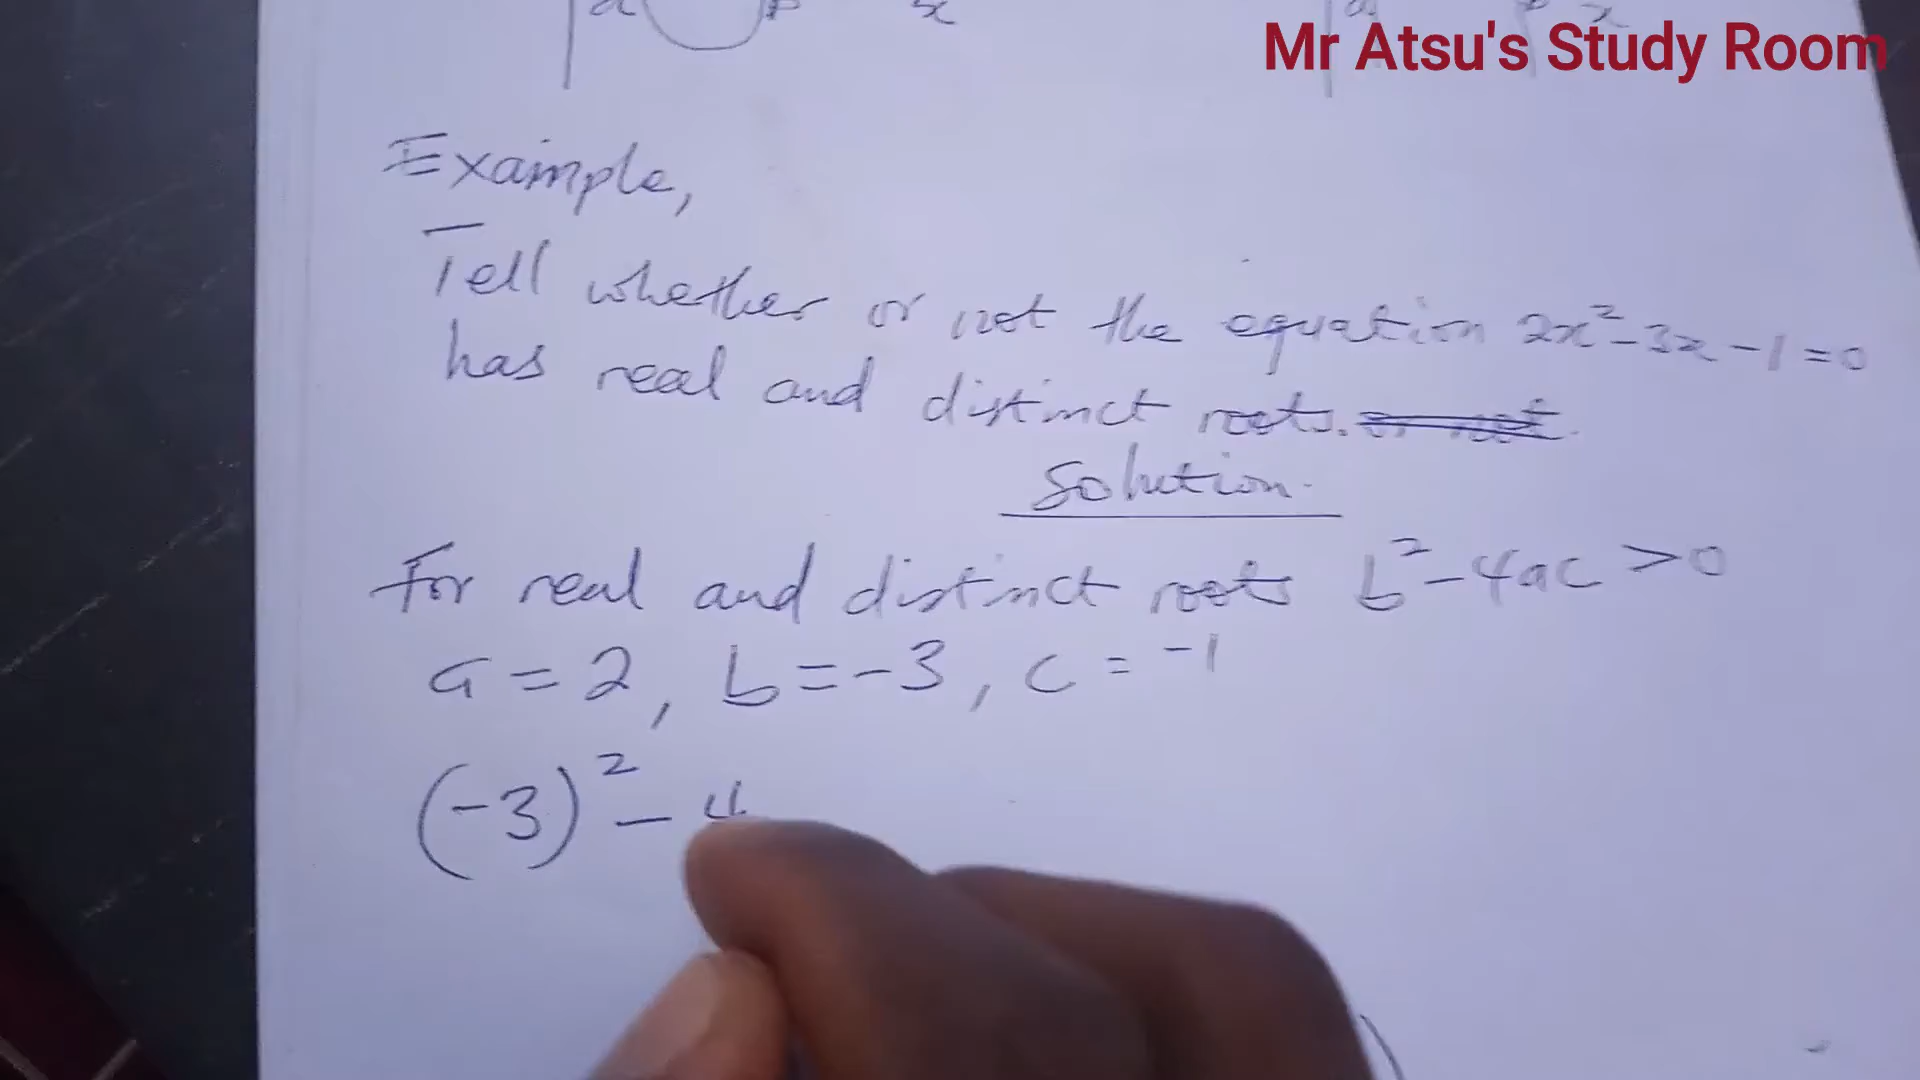 Mr Atsu's Study Room
Example,
Tell whether or not the equation 2x² - 3x - 1 = 0
has real and distinct roots.
Solution.
For real and distinct roots b² - 4ac > 0
a = 2, b = -3, c = -1
(-3)² - 4